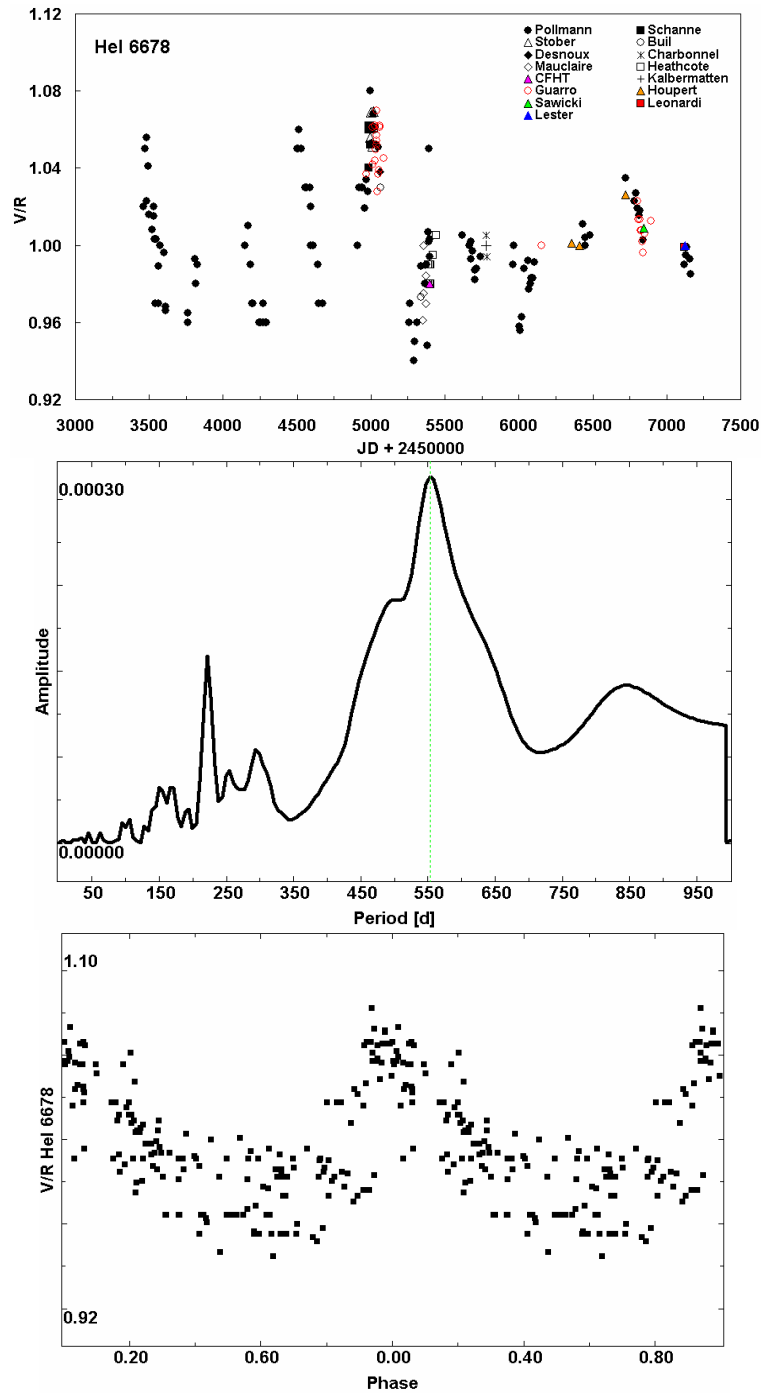 HeI 6678
1.12
1.08
1.04
1.00
0.96
0.92
V/R
Pollmann
Schanne
Stober
Buil
Desnoux
Charbonnel
Mauclaire
Heathcote
CFHT
Kalbermatten
Guarro
Houpert
Sawicki
Leonardi
Lester
3000 3500 4000 4500 5000 5500 6000 6500 7000 7500
JD + 2450000
0.00030
Amplitude
0.00000
50 150 250 350 450 550 650 750 850 950
Period [d]
1.10
V/R HeI 6678
0.92
0.20 0.60 0.00 0.40 0.80
Phase